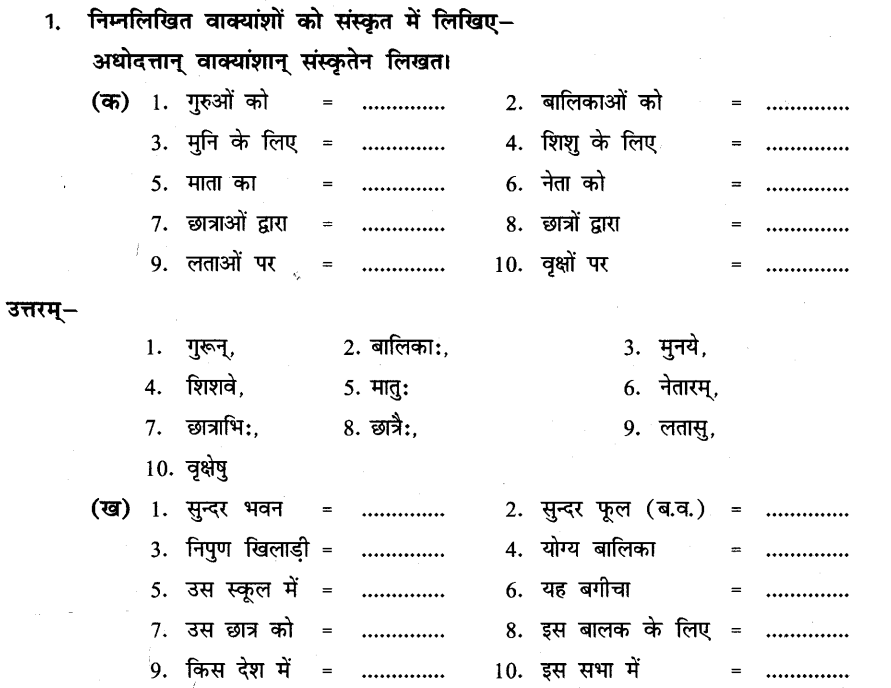 1. निम्नलिखित वाक्यांशों को संस्कृत में लिखिए–
अधोदत्तान् वाक्यांशान् संस्कृतेन लिखत।
(क) 1. गुरुओं को = .............. 2. बालिकाओं को = ..............
3. मुनि के लिए = .............. 4. शिशु के लिए = ..............
5. माता का = .............. 6. नेता को = ..............
7. छात्राओं द्वारा = .............. 8. छात्रों द्वारा = ..............
9. लताओं पर = .............. 10. वृक्षों पर = ..............
उत्तरम्–
1. गुरून्, 2. बालिकाः, 3. मुनये,
4. शिशवे, 5. मातुः 6. नेतारम्,
7. छात्राभिः, 8. छात्रैः, 9. लतासु,
10. वृक्षेषु
(ख) 1. सुन्दर भवन = .............. 2. सुन्दर फूल (ब.व.) = ..............
3. निपुण खिलाड़ी = .............. 4. योग्य बालिका = ..............
5. उस स्कूल में = .............. 6. यह बगीचा = ..............
7. उस छात्र को = .............. 8. इस बालक के लिए = ..............
9. किस देश में = .............. 10. इस सभा में = ..............